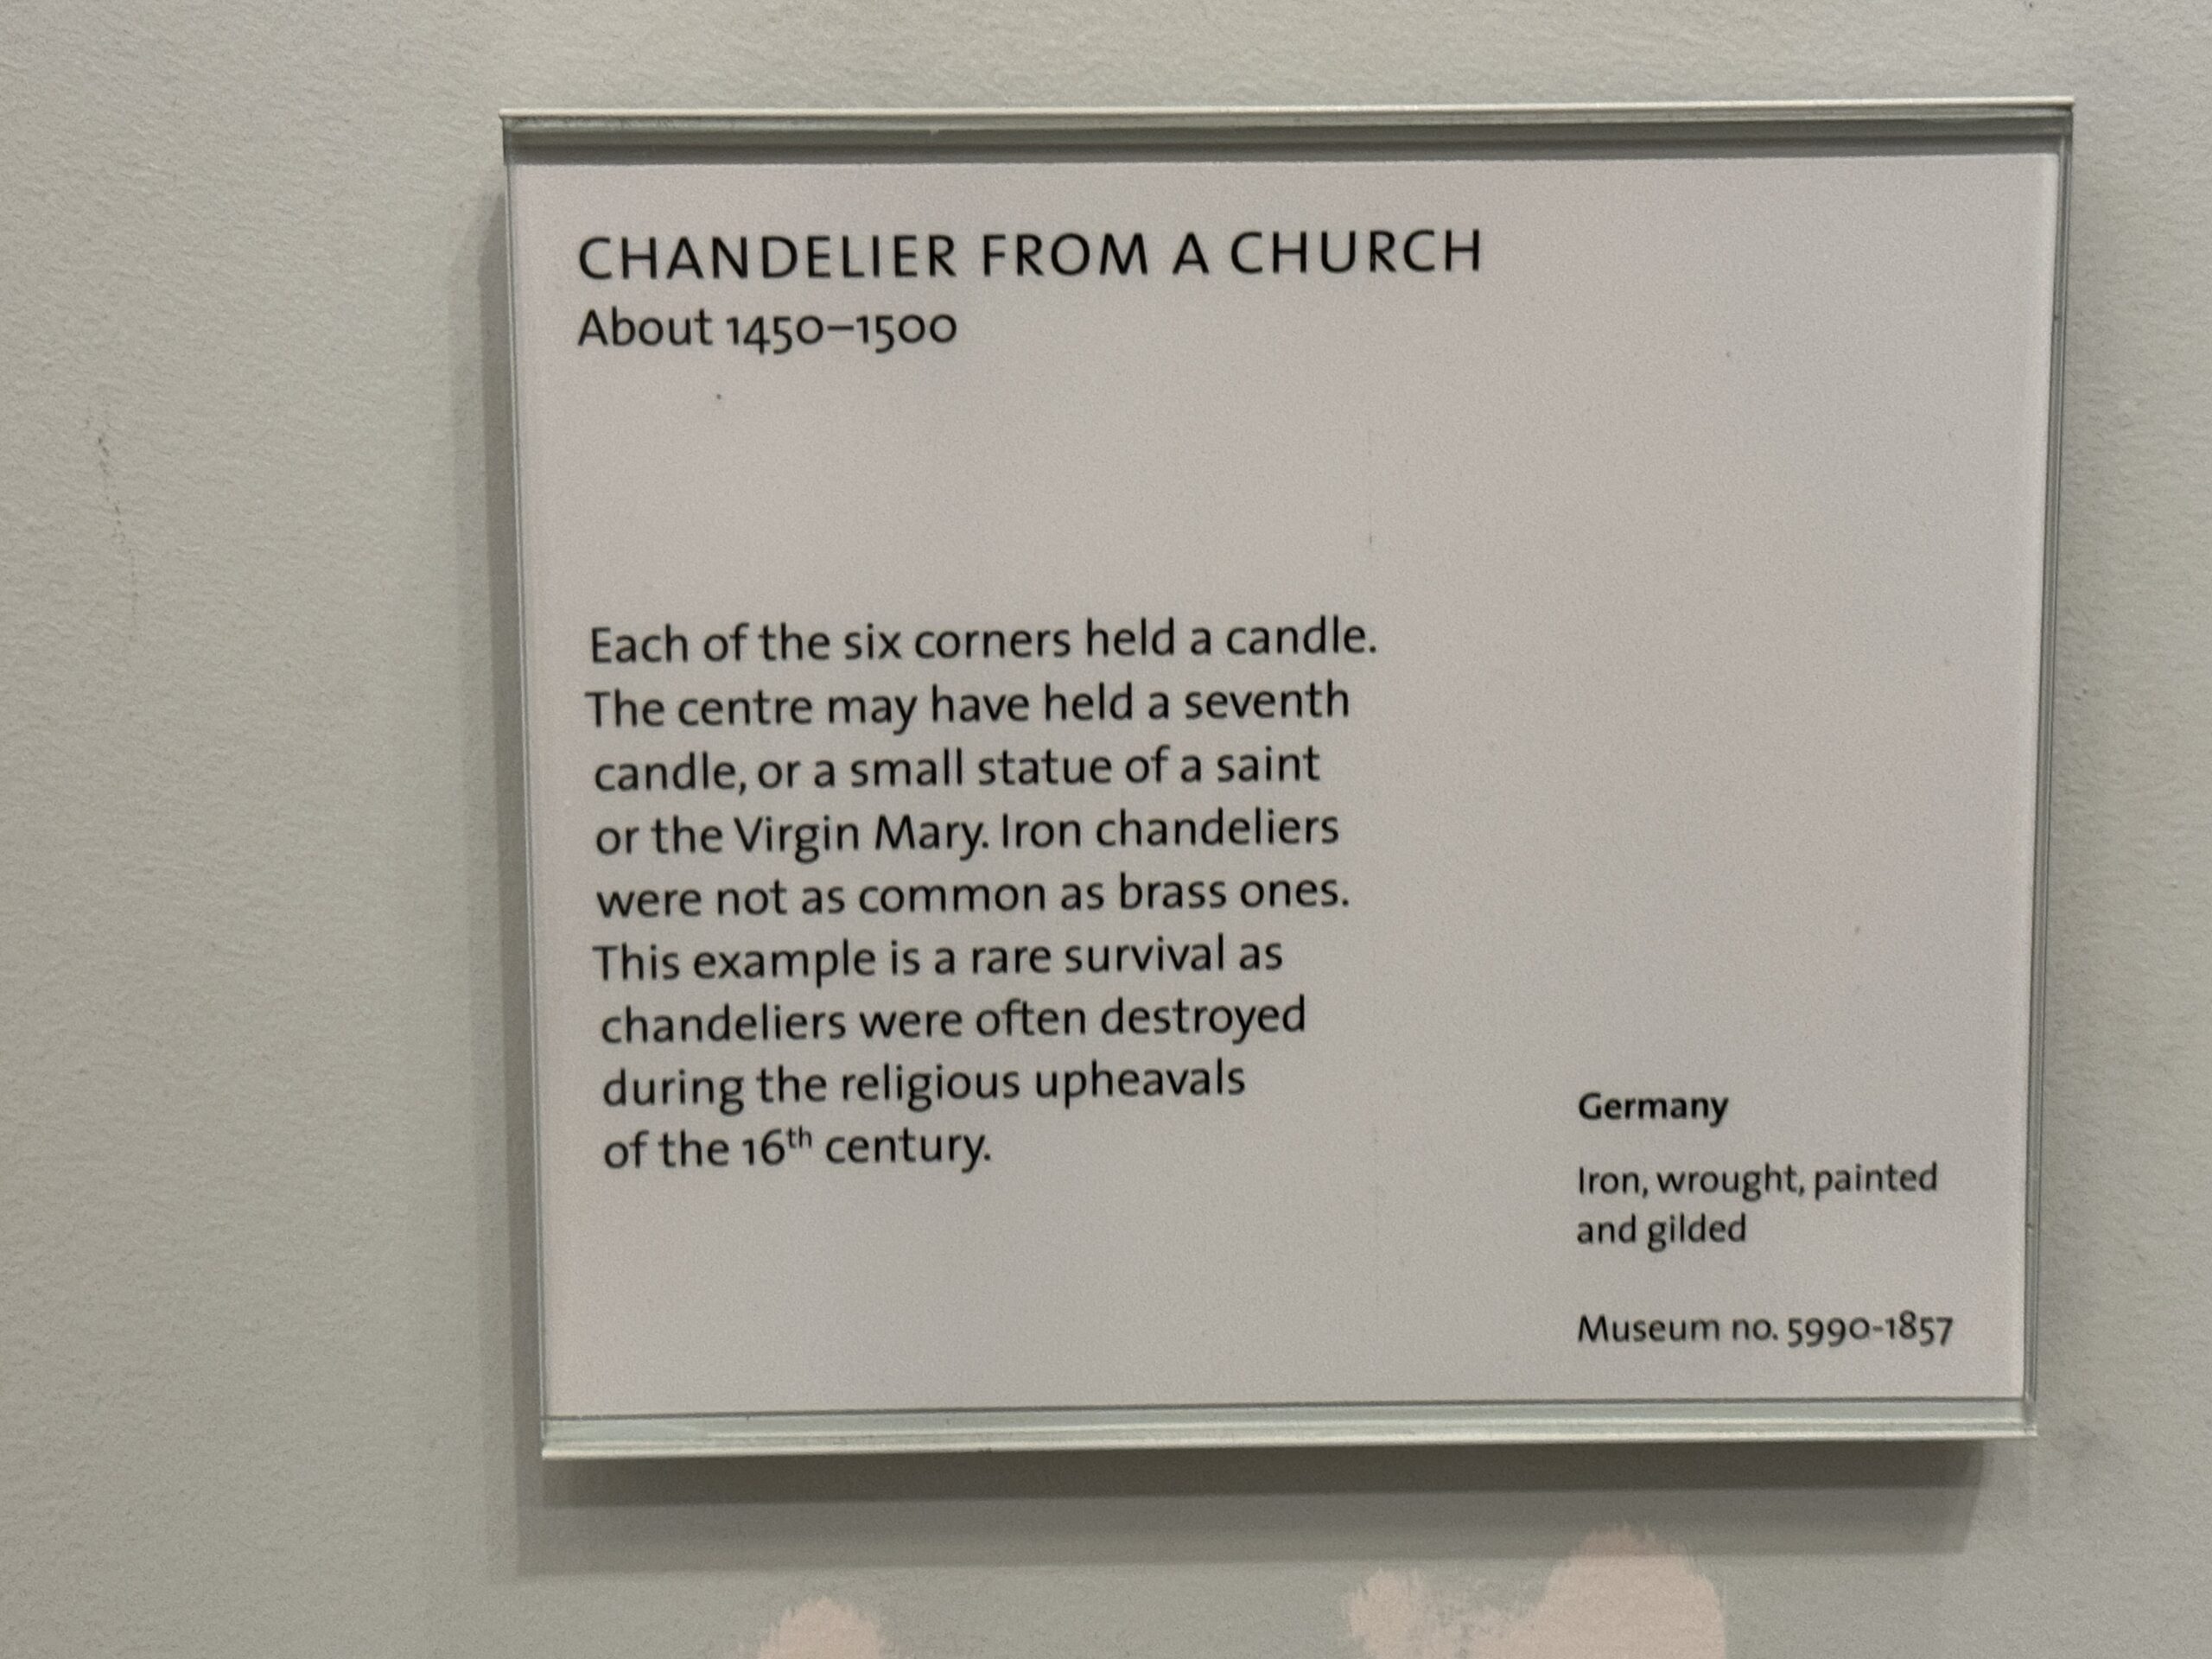 CHANDELIER FROM A CHURCH
About 1450–1500
Each of the six corners held a candle.
The centre may have held a seventh
candle, or a small statue of a saint
or the Virgin Mary. Iron chandeliers
were not as common as brass ones.
This example is a rare survival as
chandeliers were often destroyed
during the religious upheavals
of the 16th century.
Germany
Iron, wrought, painted
and gilded
Museum no. 5990-1857